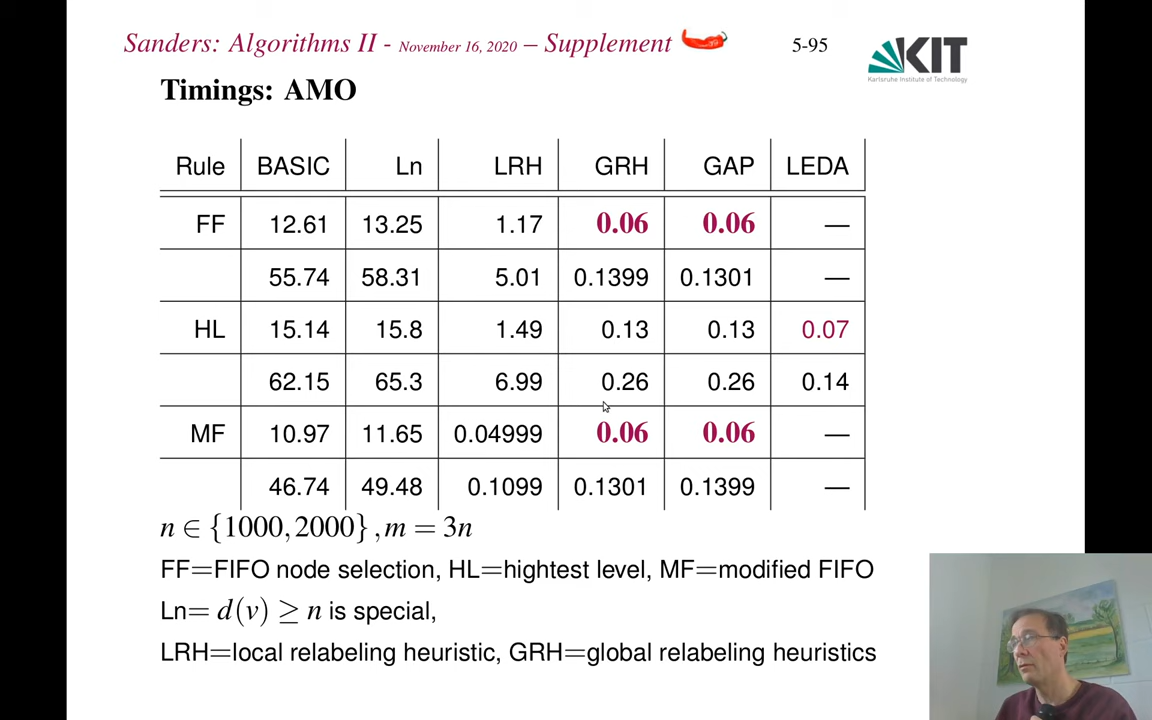 Sanders: Algorithms II - November 16, 2020 – Supplement 5-95
KIT
Karlsruhe Institute of Technology
Timings: AMO
Rule BASIC Ln LRH GRH GAP LEDA
FF 12.61 13.25 1.17 0.06 0.06 —
55.74 58.31 5.01 0.1399 0.1301 —
HL 15.14 15.8 1.49 0.13 0.13 0.07
62.15 65.3 6.99 0.26 0.26 0.14
MF 10.97 11.65 0.04999 0.06 0.06 —
46.74 49.48 0.1099 0.1301 0.1399 —
n ∈ {1000, 2000}, m = 3n
FF=FIFO node selection, HL=hightest level, MF=modified FIFO
Ln= d(v) ≥ n is special,
LRH=local relabeling heuristic, GRH=global relabeling heuristics